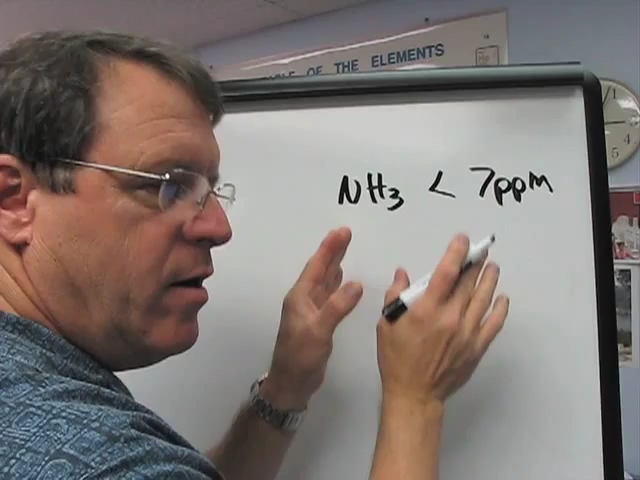 OF THE ELEMENTS
NH₃ < 7ppm